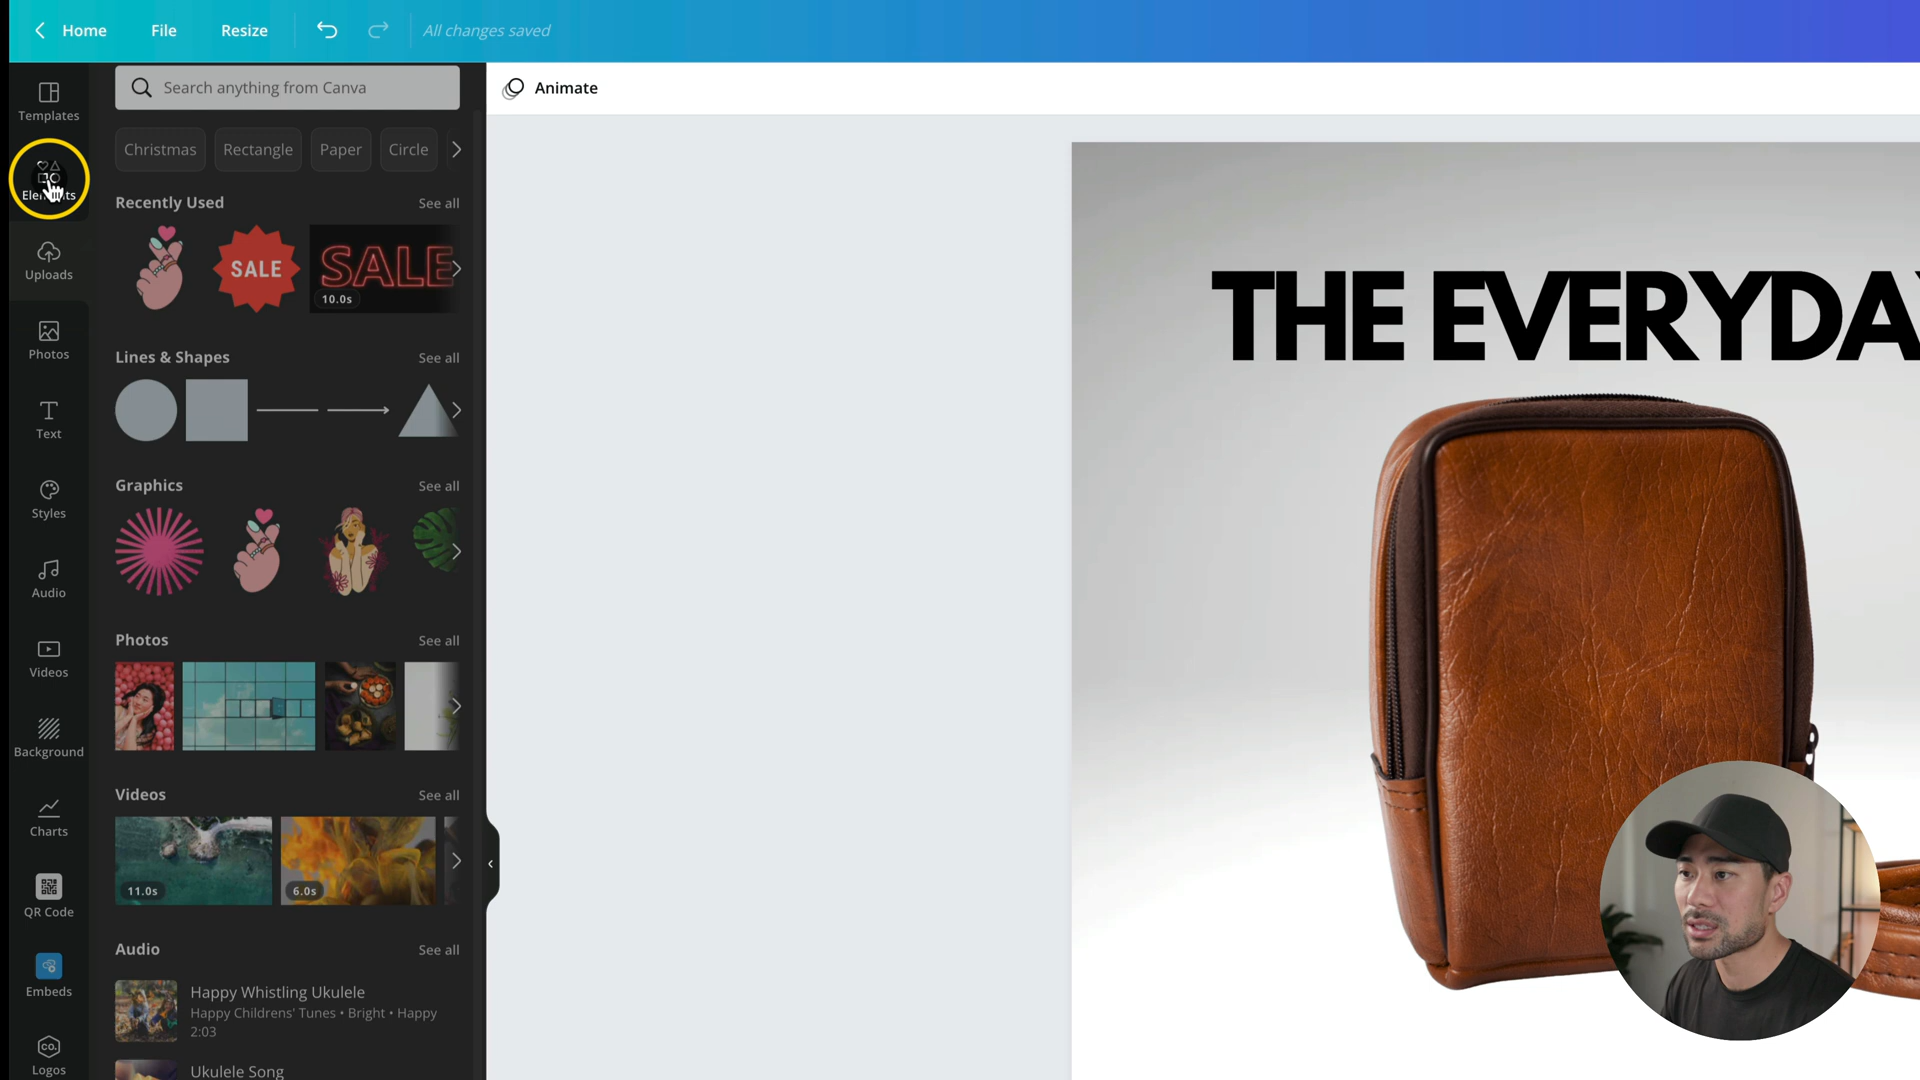 Home File Resize All changes saved
Templates
Elements
Uploads
Photos
Text
Styles
Audio
Videos
Background
Charts
QR Code
Embeds
CO.
Logos
Search anything from Canva
Christmas Rectangle Paper Circle
Recently Used See all
SALE SALE
10.0s
Lines & Shapes See all
Graphics See all
Photos See all
Videos See all
11.0s 6.0s
Audio See all
Happy Whistling Ukulele
Happy Childrens' Tunes • Bright • Happy
2:03
Ukulele Song
Animate
THE EVERYDAY